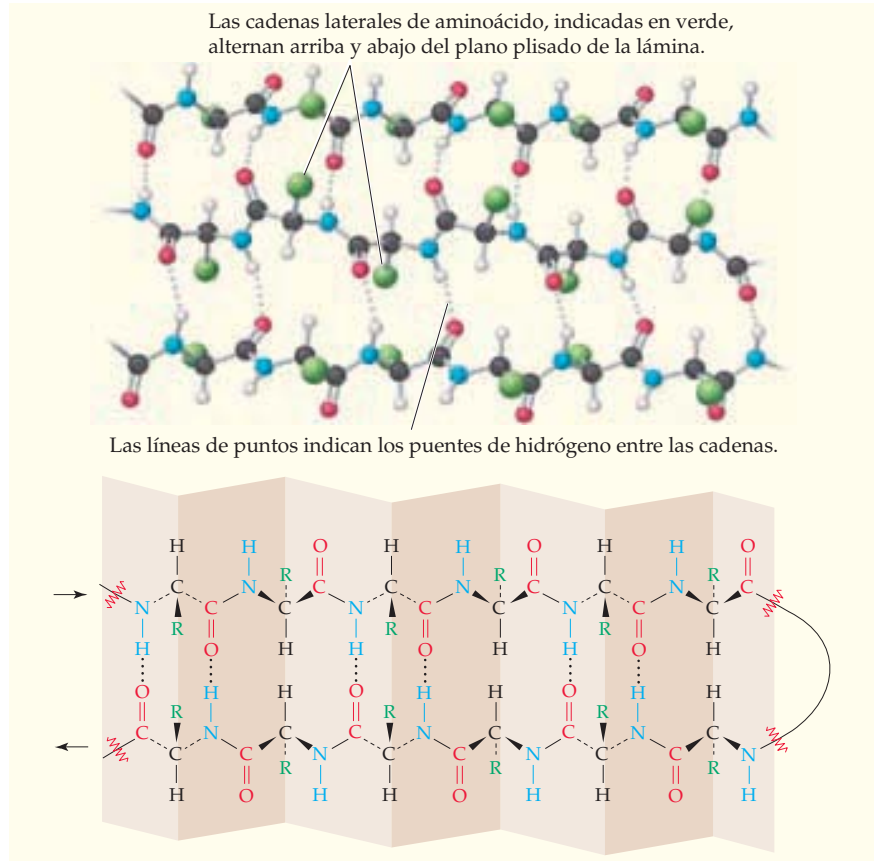 Las cadenas laterales de aminoácido, indicadas en verde,
alternan arriba y abajo del plano plisado de la lámina.
Las líneas de puntos indican los puentes de hidrógeno entre las cadenas.
H H O H H O H H O
N C C N C C N C C N C C N C C N C C
R R R R R R
H O H H O H H O H
O H H O H H O H H
R R R R R R
C C N C C N C C N C C N C C N C C N
H O H H O H H O H